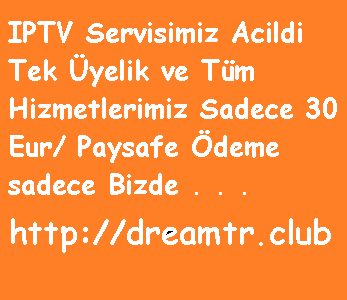 IPTV Servisimiz Acildi
Tek Üyelik ve Tüm
Hizmetlerimiz Sadece 30
Eur/ Paysafe Ödeme
sadece Bizde . . .
http://dreamtr.club